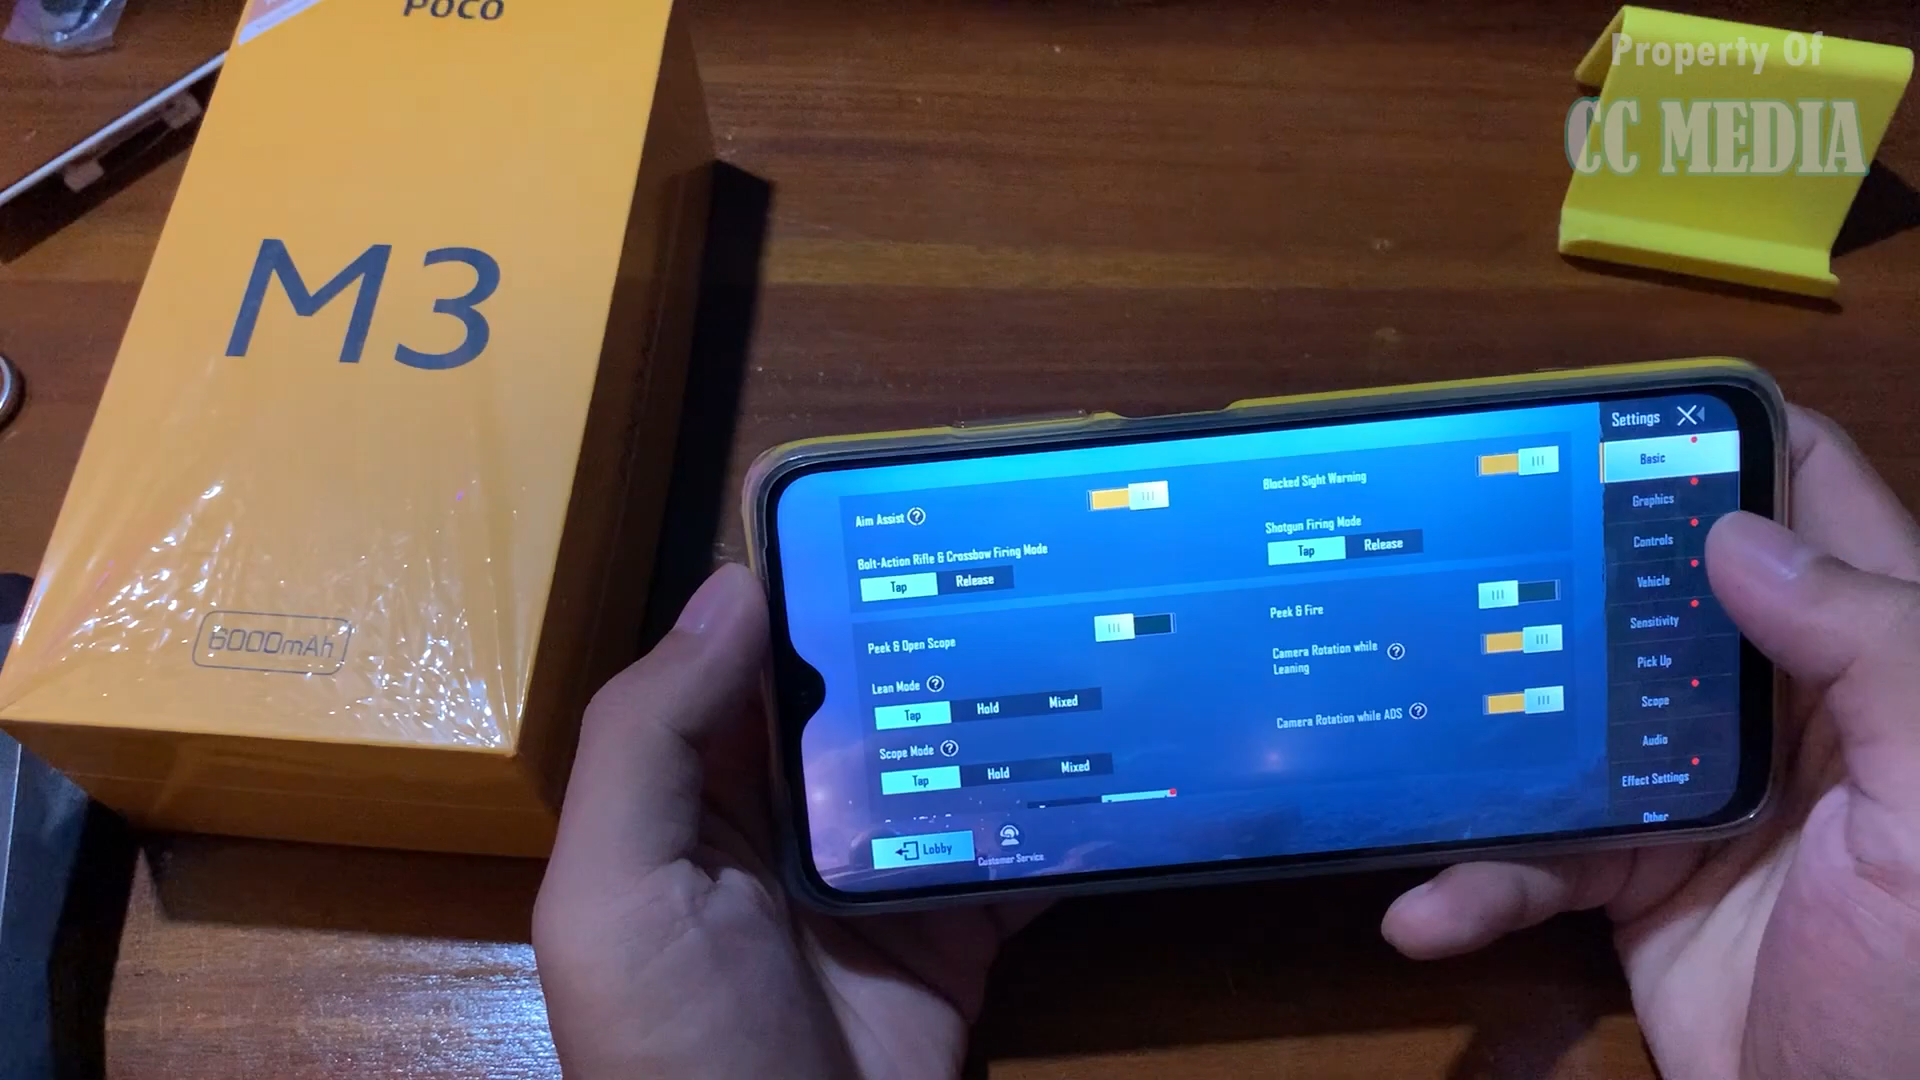 POCO
M3
6000mAh
Property Of
CC MEDIA
Settings
Basic
Graphics
Controls
Vehicle
Sensitivity
Pick Up
Scope
Audio
Effect Settings
Other
Aim Assist ?
Blocked Sight Warning
Bolt-Action Rifle & Crossbow Firing Mode
Tap Release
Shotgun Firing Mode
Tap Release
Peek & Open Scope
Peek & Fire
Lean Mode ?
Tap Hold Mixed
Camera Rotation while
Leaning ?
Scope Mode ?
Tap Hold Mixed
Camera Rotation while ADS ?
Lobby
Customer Service